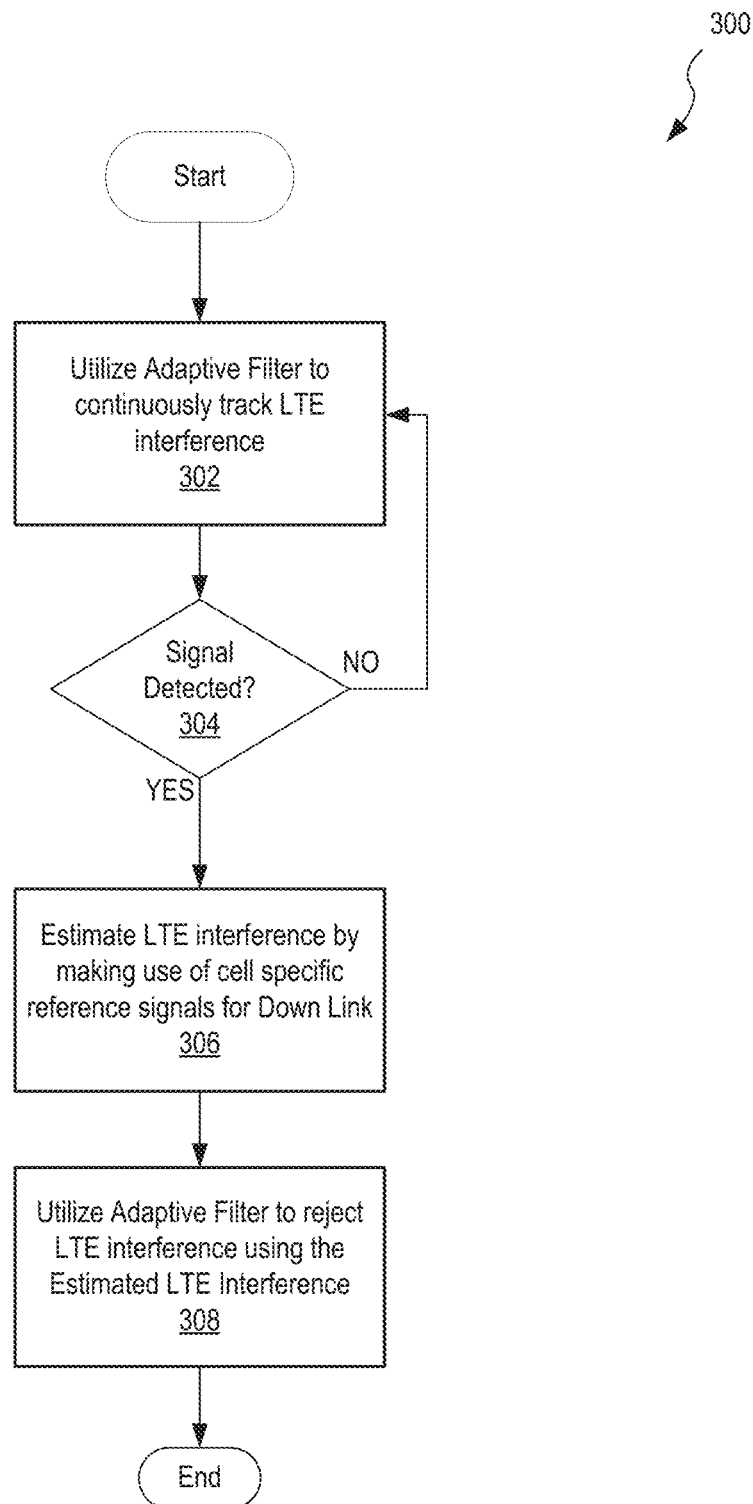 300
Start
Utilize Adaptive Filter to
continuously track LTE
interference
302
Signal
Detected?
304
NO
YES
Estimate LTE interference by
making use of cell specific
reference signals for Down Link
306
Utilize Adaptive Filter to reject
LTE interference using the
Estimated LTE Interference
308
End